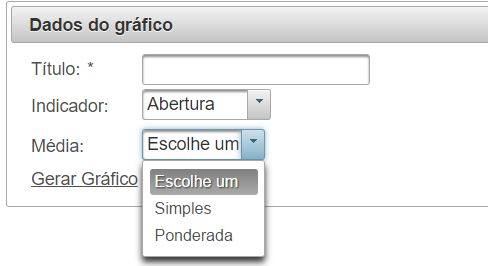 Dados do gráfico
Título: *
Indicador: Abertura
Média: Escolhe um
Gerar Gráfico
Escolhe um
Simples
Ponderada